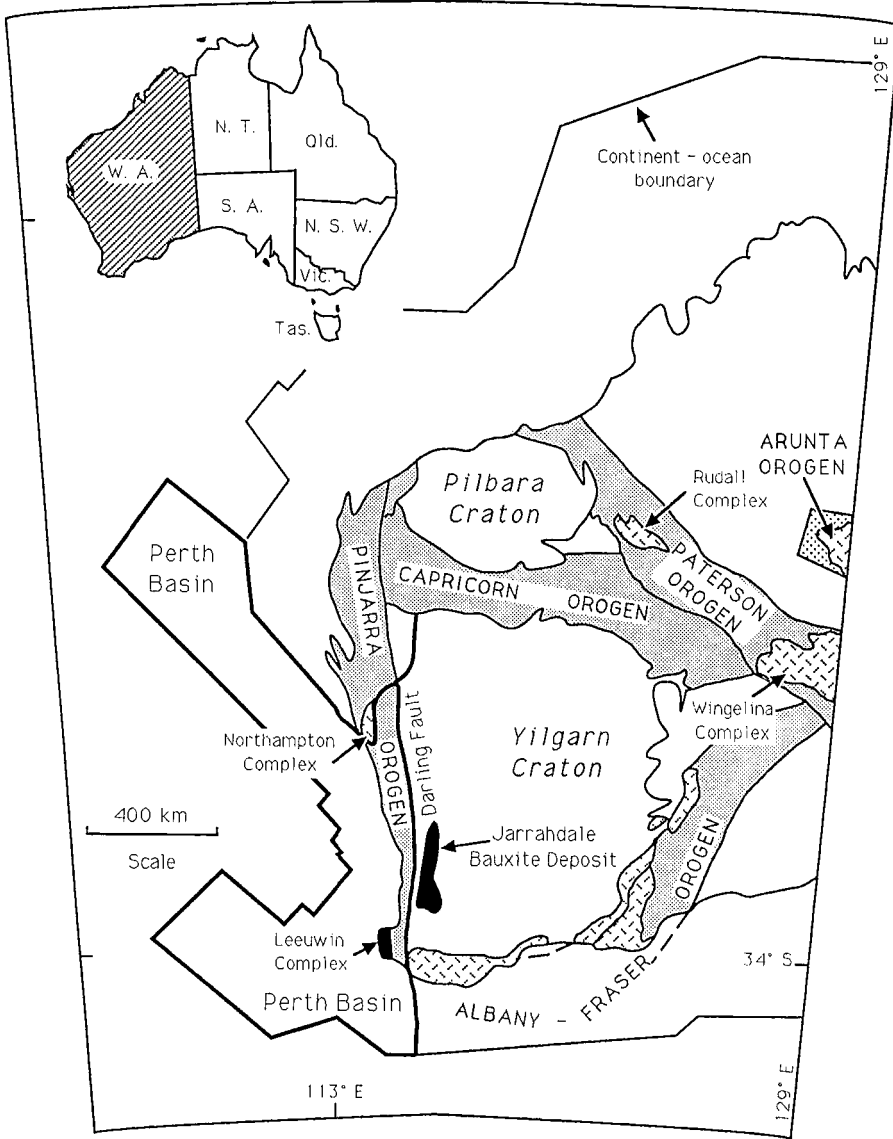 129° E
N. T.
Qld.
W. A.
S. A.
N. S. W.
Vic.
Tas.
Continent - ocean
boundary
ARUNTA
OROGEN
Rudall
Complex
Pilbara
Craton
Perth
Basin
PINJARRA
OROGEN
CAPRICORN OROGEN
PATERSON
OROGEN
Wingelina
Complex
Northampton
Complex
Darling Fault
Yilgarn
Craton
400 km
Scale
Jarrahdale
Bauxite Deposit
OROGEN
Leeuwin
Complex
34° S
Perth Basin
ALBANY - FRASER
113° E
129° E